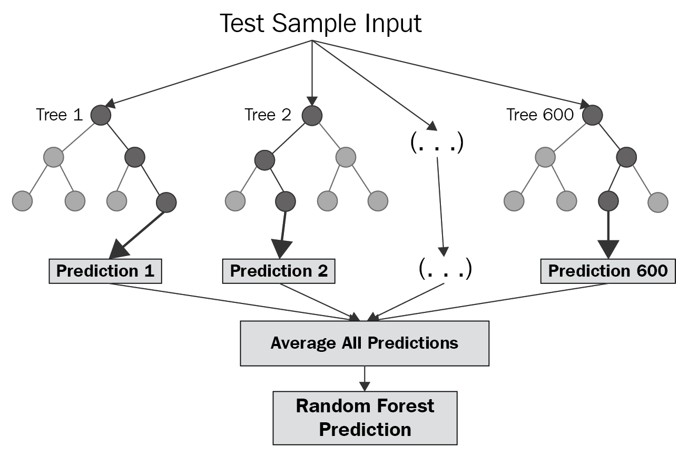 Test Sample Input
Tree 1
Tree 2
Tree 600
(. . .)
Prediction 1
Prediction 2
(. . .)
Prediction 600
Average All Predictions
Random Forest
Prediction